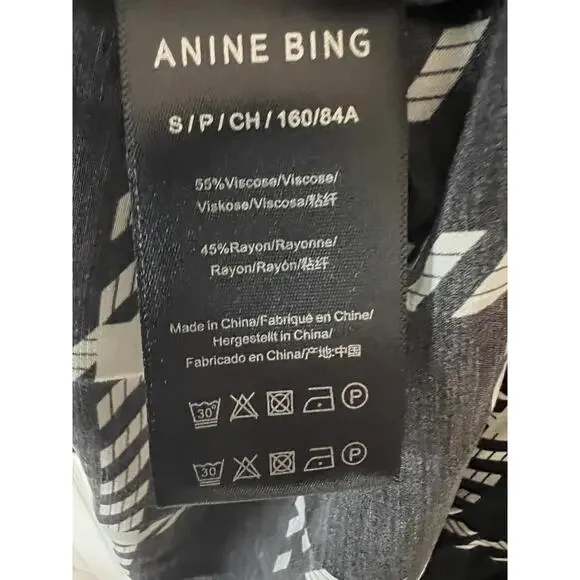 ANINE BING
S/P/CH/160/84A
55%Viscose/Viscose/
Viskose/Viscosa/粘纤
45%Rayon/Rayonne/
Rayon/Rayón/粘纤
Made in China/Fabriqué en Chine/
Hergestellt in China/
Fabricado en China/产地:中国
30° P
30 P